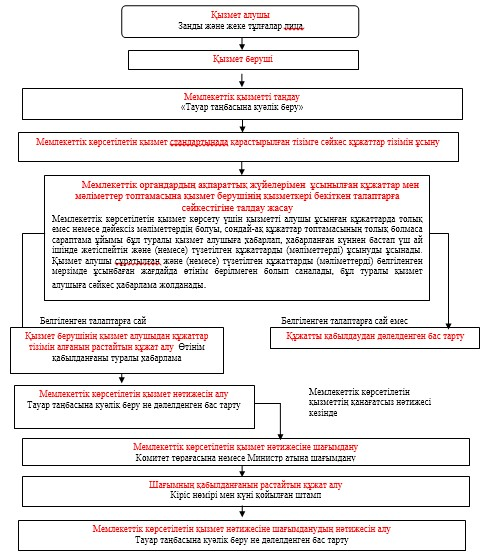 Қызмет алушы
Заңды және жеке тұлғалар лица.
Қызмет беруші
Мемлекеттік қызметті таңдау
«Тауар таңбасына куәлік беру»
Мемлекеттік көрсетілетін қызмет стандартынада қарастырылған тізімге сәйкес құжаттар тізімін ұсыну
Мемлекеттік органдардың ақпараттық жүйелерімен ұсынылған құжаттар мен
мәліметтер топтамасына қызмет берушінің қызметкері бекіткен талаптарға
сәйкестігіне талдау жасау
Мемлекеттік көрсетілетін қызмет көрсету үшін қызметті алушы ұсынған құжаттарда толық
емес немесе дәйексіз мәліметтердің болуы, сондай-ақ құжаттар топтамасының толық болмаса
сараптама ұйымы бұл туралы қызмет алушыға хабарлап, хабарланған күннен бастап үш ай
ішінде жетіспейтін және (немесе) түзетілген құжаттарды (мәліметтерді) ұсынуды ұсынады.
Қызмет алушы сұратылған және (немесе) түзетілген құжаттарды (мәліметтерді) белгіленген
мерзімде ұсынбаған жағдайда өтінім берілмеген болып саналады, бұл туралы қызмет
алушыға сәйкес хабарлама жолданады.
Белгіленген талаптарға сай
Белгіленген талаптарға сай емес
Қызмет берушінің қызмет алушыдан құжаттар
тізімін алғанын растайтын құжат алу Өтінім
қабылданғаны туралы хабарлама
Құжатты қабылдаудан дәлелденген бас тарту
Мемлекеттік көрсетілетін қызмет нәтижесін алу
Тауар таңбасына куәлік беру не дәлелденген бас тарту
Мемлекеттік көрсетілетін
қызметтің қанағатсыз нәтижесі
кезінде
Мемлекеттік көрсетілетін қызмет нәтижесіне шағымдану
Комитет төрағасына немесе Министр атына шағымдану
Шағымның қабылданғанын растайтын құжат алу
Кіріс нөмірі мен күні қойылған штамп
Мемлекеттік көрсетілетін қызмет нәтижесіне шағымданудың нәтижесін алу
Тауар таңбасына куәлік беру не дәлелденген бас тарту